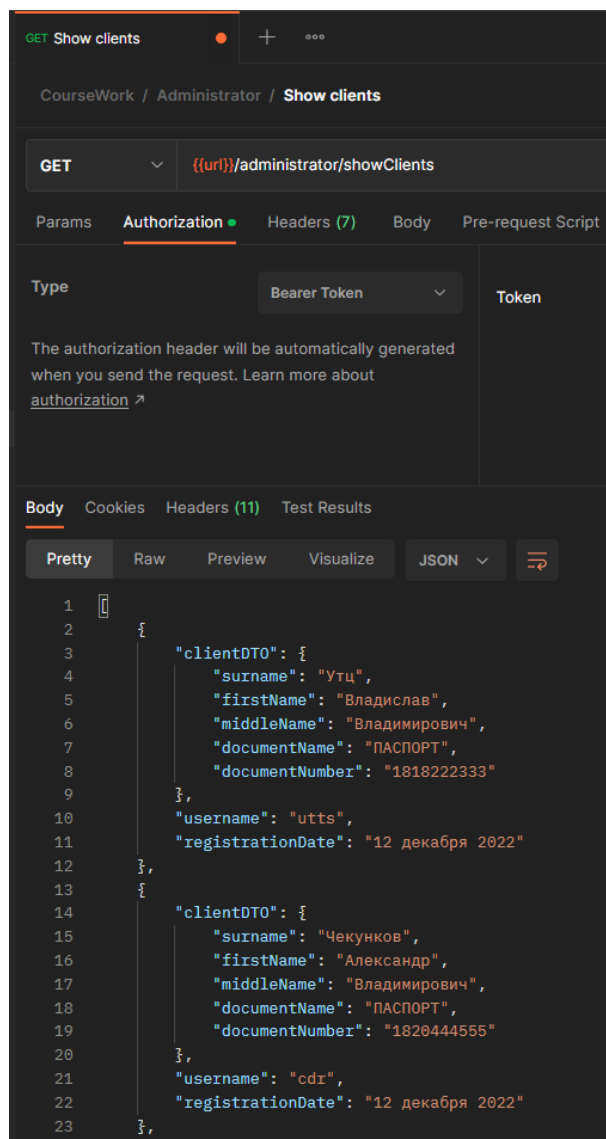 GET Show clients
CourseWork / Administrator / Show clients
GET {{url}}/administrator/showClients
Params Authorization Headers (7) Body Pre-request Script
Type Bearer Token Token
The authorization header will be automatically generated
when you send the request. Learn more about
authorization ↗
Body Cookies Headers (11) Test Results
Pretty Raw Preview Visualize JSON
1 [
2 {
3 "clientDTO": {
4 "surname": "Утц",
5 "firstName": "Владислав",
6 "middleName": "Владимирович",
7 "documentName": "ПАСПОРТ",
8 "documentNumber": "1818222333"
9 },
10 "username": "utts",
11 "registrationDate": "12 декабря 2022"
12 },
13 {
14 "clientDTO": {
15 "surname": "Чекунков",
16 "firstName": "Александр",
17 "middleName": "Владимирович",
18 "documentName": "ПАСПОРТ",
19 "documentNumber": "1820444555"
20 },
21 "username": "cdr",
22 "registrationDate": "12 декабря 2022"
23 },